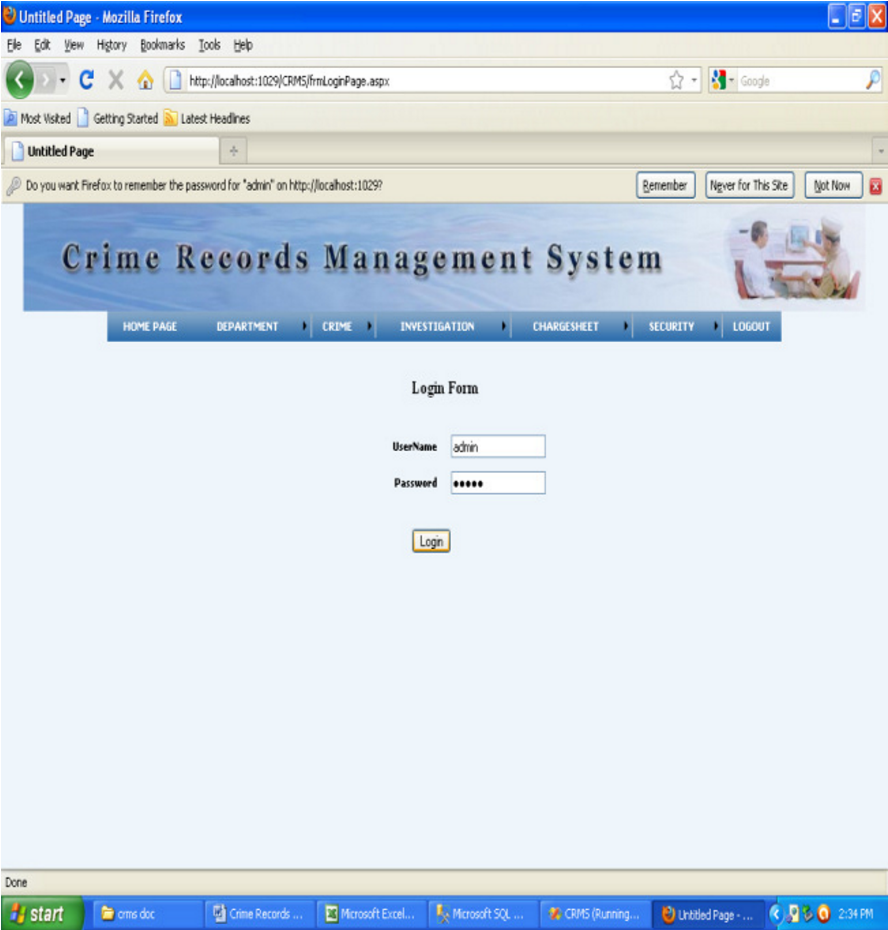 Untitled Page - Mozilla Firefox
File Edit View History Bookmarks Tools Help
http://localhost:1029/CRMS/frmLoginPage.aspx Google
Most Visited Getting Started Latest Headlines
Untitled Page
Do you want Firefox to remember the password for "admin" on http://localhost:1029? Remember Never for This Site Not Now
Crime Records Management System
HOME PAGE DEPARTMENT CRIME INVESTIGATION CHARGESHEET SECURITY LOGOUT
Login Form
UserName admin
Password •••••
Login
Done
start crms doc Crime Records ... Microsoft Excel... Microsoft SQL ... CRMS (Running... Untitled Page - ... 2:34 PM